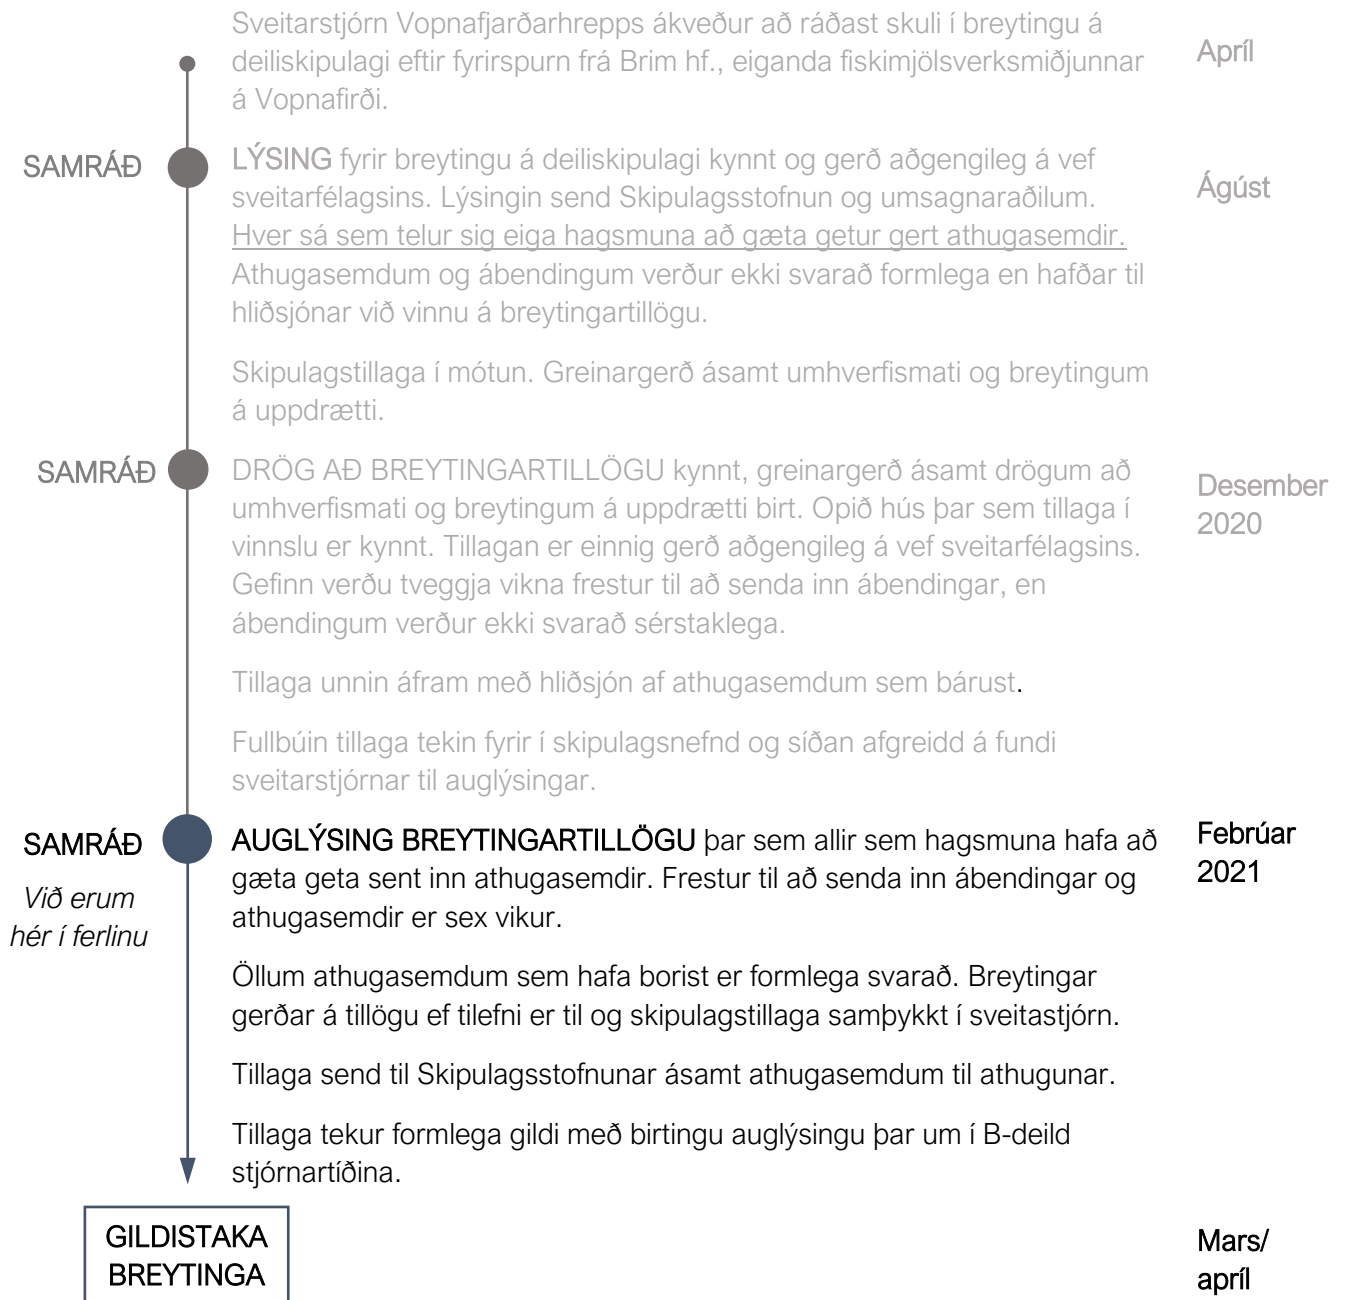 Sveitarstjórn Vopnafjarðarhrepps ákveður að ráðast skuli í breytingu á
deiliskipulagi eftir fyrirspurn frá Brim hf., eiganda fiskimjölsverksmiðjunnar
á Vopnafirði.
Apríl
SAMRÁÐ
LÝSING fyrir breytingu á deiliskipulagi kynnt og gerð aðgengileg á vef
sveitarfélagsins. Lýsingin send Skipulagsstofnun og umsagnaraðilum.
Hver sá sem telur sig eiga hagsmuna að gæta getur gert athugasemdir.
Athugasemdum og ábendingum verður ekki svarað formlega en hafðar til
hliðsjónar við vinnu á breytingartillögu.
Ágúst
Skipulagstillaga í mótun. Greinargerð ásamt umhverfismati og breytingum
á uppdrætti.
SAMRÁÐ
DRÖG AÐ BREYTINGARTILLÖGU kynnt, greinargerð ásamt drögum að
umhverfismati og breytingum á uppdrætti birt. Opið hús þar sem tillaga í
vinnslu er kynnt. Tillagan er einnig gerð aðgengileg á vef sveitarfélagsins.
Gefinn verðu tveggja vikna frestur til að senda inn ábendingar, en
ábendingum verður ekki svarað sérstaklega.
Desember
2020
Tillaga unnin áfram með hliðsjón af athugasemdum sem bárust.
Fullbúin tillaga tekin fyrir í skipulagsnefnd og síðan afgreidd á fundi
sveitarstjórnar til auglýsingar.
SAMRÁÐ
Við erum
hér í ferlinu
AUGLÝSING BREYTINGARTILLÖGU þar sem allir sem hagsmuna hafa að
gæta geta sent inn athugasemdir. Frestur til að senda inn ábendingar og
athugasemdir er sex vikur.
Febrúar
2021
Öllum athugasemdum sem hafa borist er formlega svarað. Breytingar
gerðar á tillögu ef tilefni er til og skipulagstillaga samþykkt í sveitastjórn.
Tillaga send til Skipulagsstofnunar ásamt athugasemdum til athugunar.
Tillaga tekur formlega gildi með birtingu auglýsingu þar um í B-deild
stjórnartíðina.
GILDISTAKA
BREYTINGA
Mars/
apríl